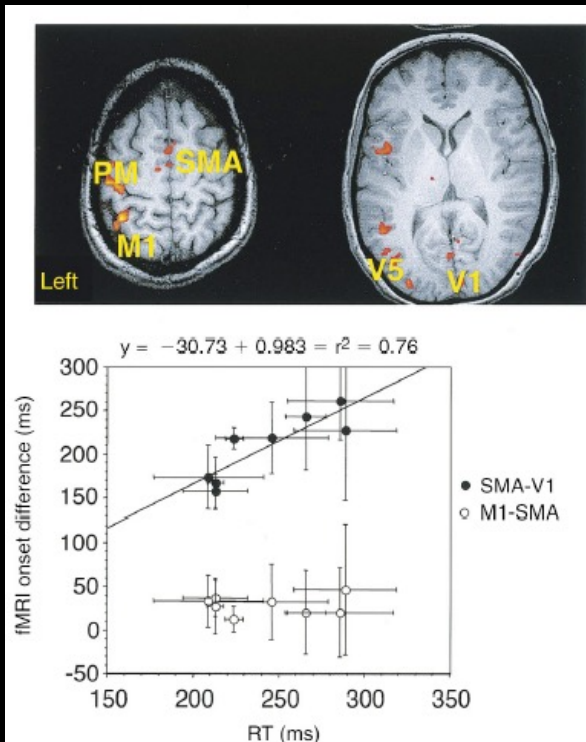 PM SMA
M1
Left
V5 V1
y = −30.73 + 0.983 = r² = 0.76
fMRI onset difference (ms)
300
250
200
150
100
50
0
-50
150 200 250 300 350
RT (ms)
SMA-V1
M1-SMA